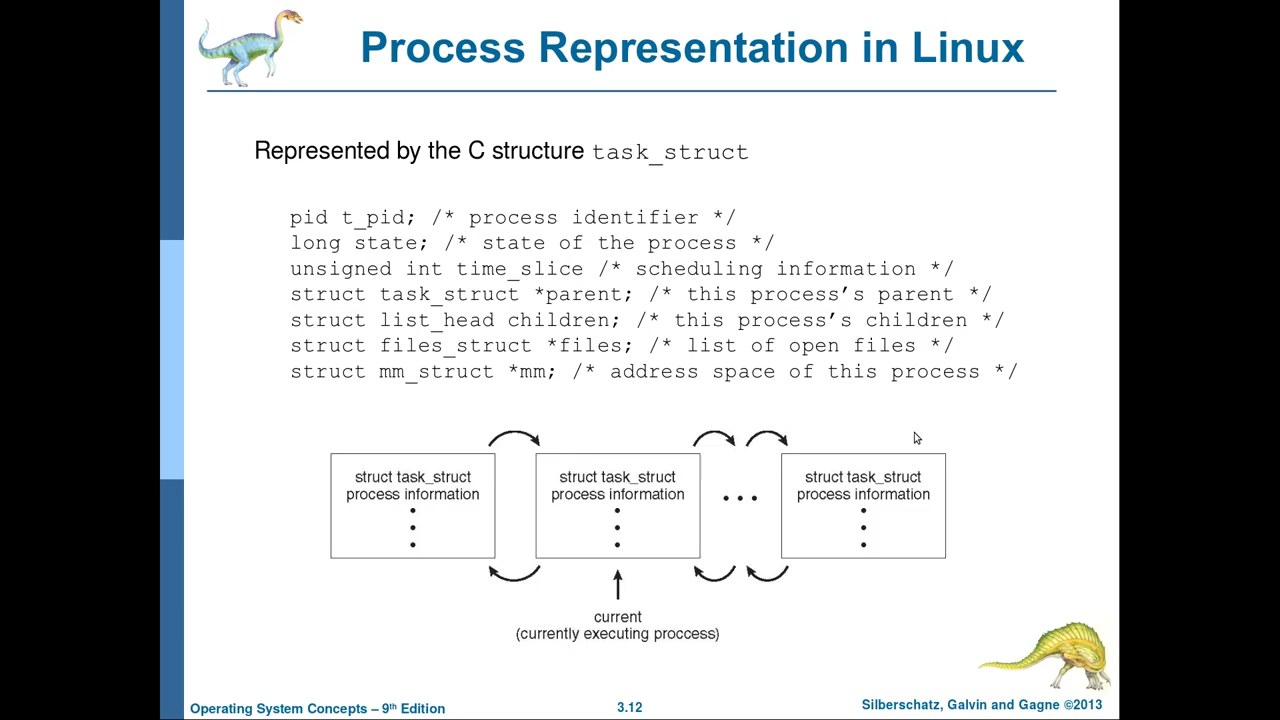 Process Representation in Linux
Represented by the C structure task_struct
pid t_pid; /* process identifier */
long state; /* state of the process */
unsigned int time_slice /* scheduling information */
struct task_struct *parent; /* this process’s parent */
struct list_head children; /* this process’s children */
struct files_struct *files; /* list of open files */
struct mm_struct *mm; /* address space of this process */
struct task_struct
process information
struct task_struct
process information
• • •
struct task_struct
process information
current
(currently executing proccess)
Operating System Concepts – 9th Edition
3.12
Silberschatz, Galvin and Gagne ©2013